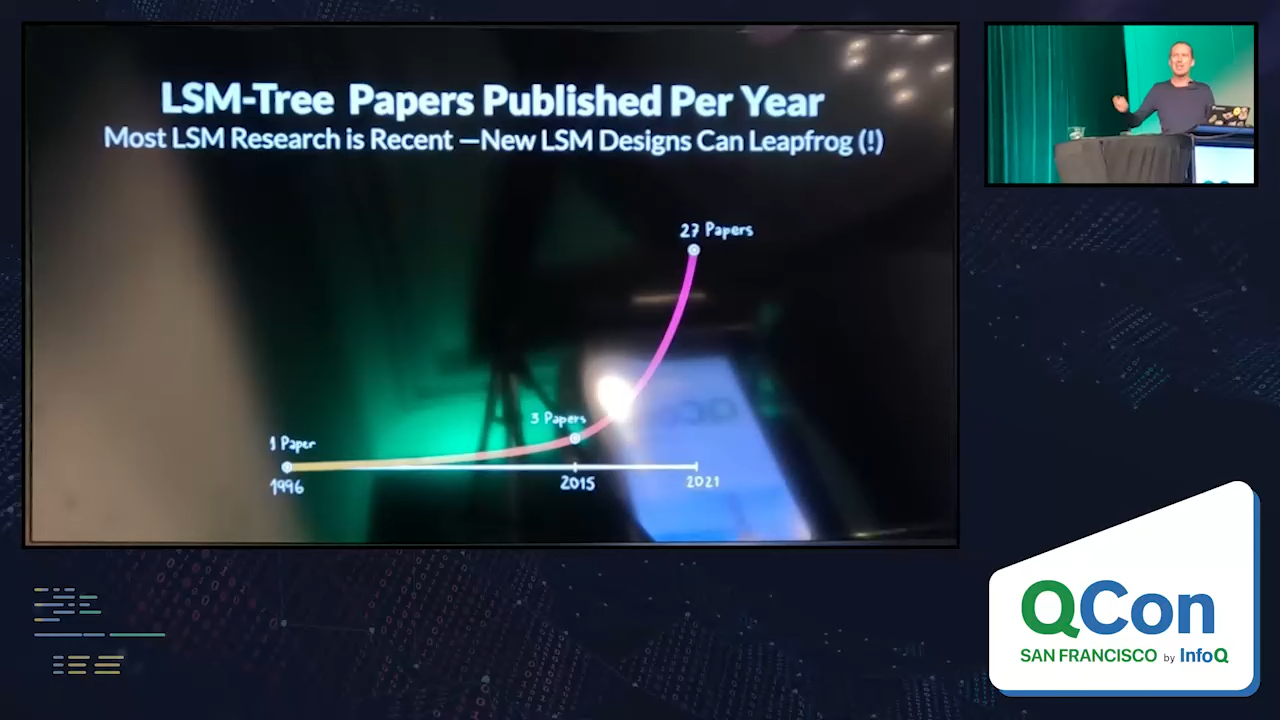 LSM-Tree Papers Published Per Year
Most LSM Research is Recent —New LSM Designs Can Leapfrog (!)
27 Papers
3 Papers
1 Paper
1996
2015
2021
QCon
SAN FRANCISCO by InfoQ